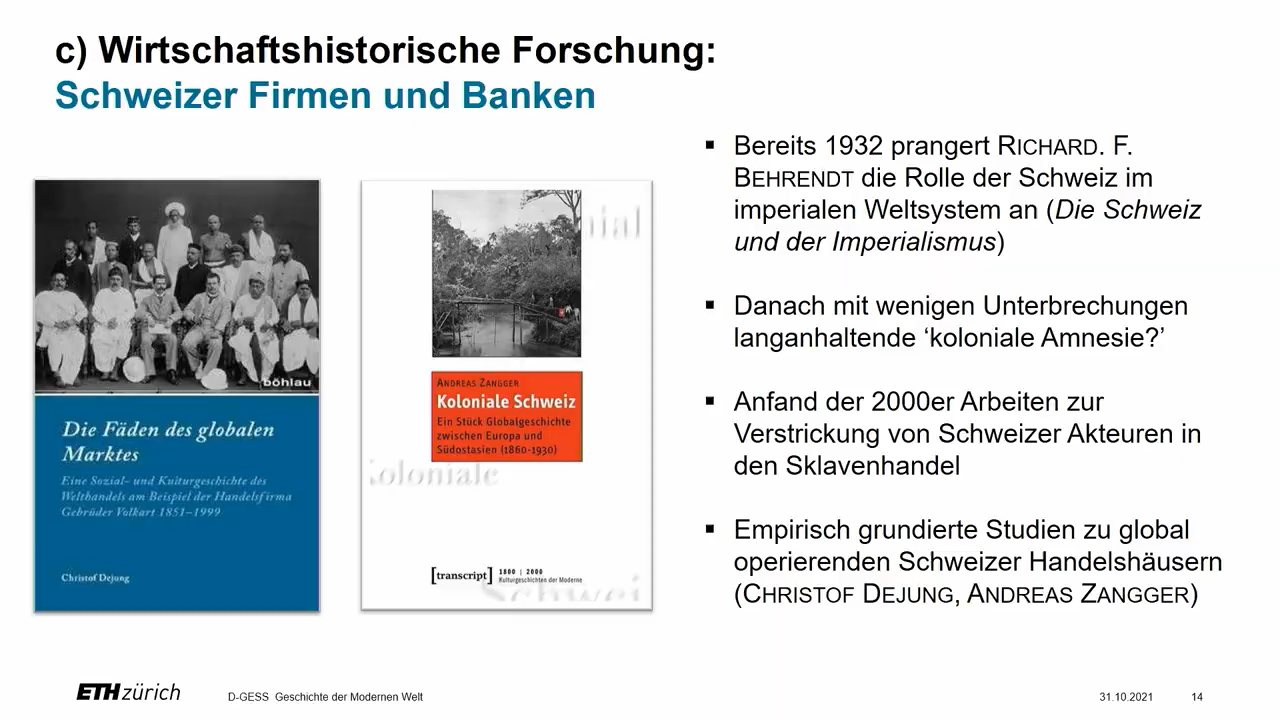 c) Wirtschaftshistorische Forschung:
Schweizer Firmen und Banken
böhlau
Die Fäden des globalen
Marktes
Eine Sozial- und Kulturgeschichte des
Welthandels am Beispiel der Handelsfirma
Gebrüder Volkart 1851–1999
Christof Dejung
nial
ANDREAS ZANGGER
Koloniale Schweiz
Ein Stück Globalgeschichte
zwischen Europa und
Südostasien (1860-1930)
Koloniale
[transcript]
1800 | 2000
Kulturgeschichten der Moderne
Schwei
▪ Bereits 1932 prangert RICHARD. F.
BEHRENDT die Rolle der Schweiz im
imperialen Weltsystem an (Die Schweiz
und der Imperialismus)
▪ Danach mit wenigen Unterbrechungen
langanhaltende ‘koloniale Amnesie?’
▪ Anfand der 2000er Arbeiten zur
Verstrickung von Schweizer Akteuren in
den Sklavenhandel
▪ Empirisch grundierte Studien zu global
operierenden Schweizer Handelshäusern
(CHRISTOF DEJUNG, ANDREAS ZANGGER)
ETH zürich
D-GESS Geschichte der Modernen Welt
31.10.2021
14